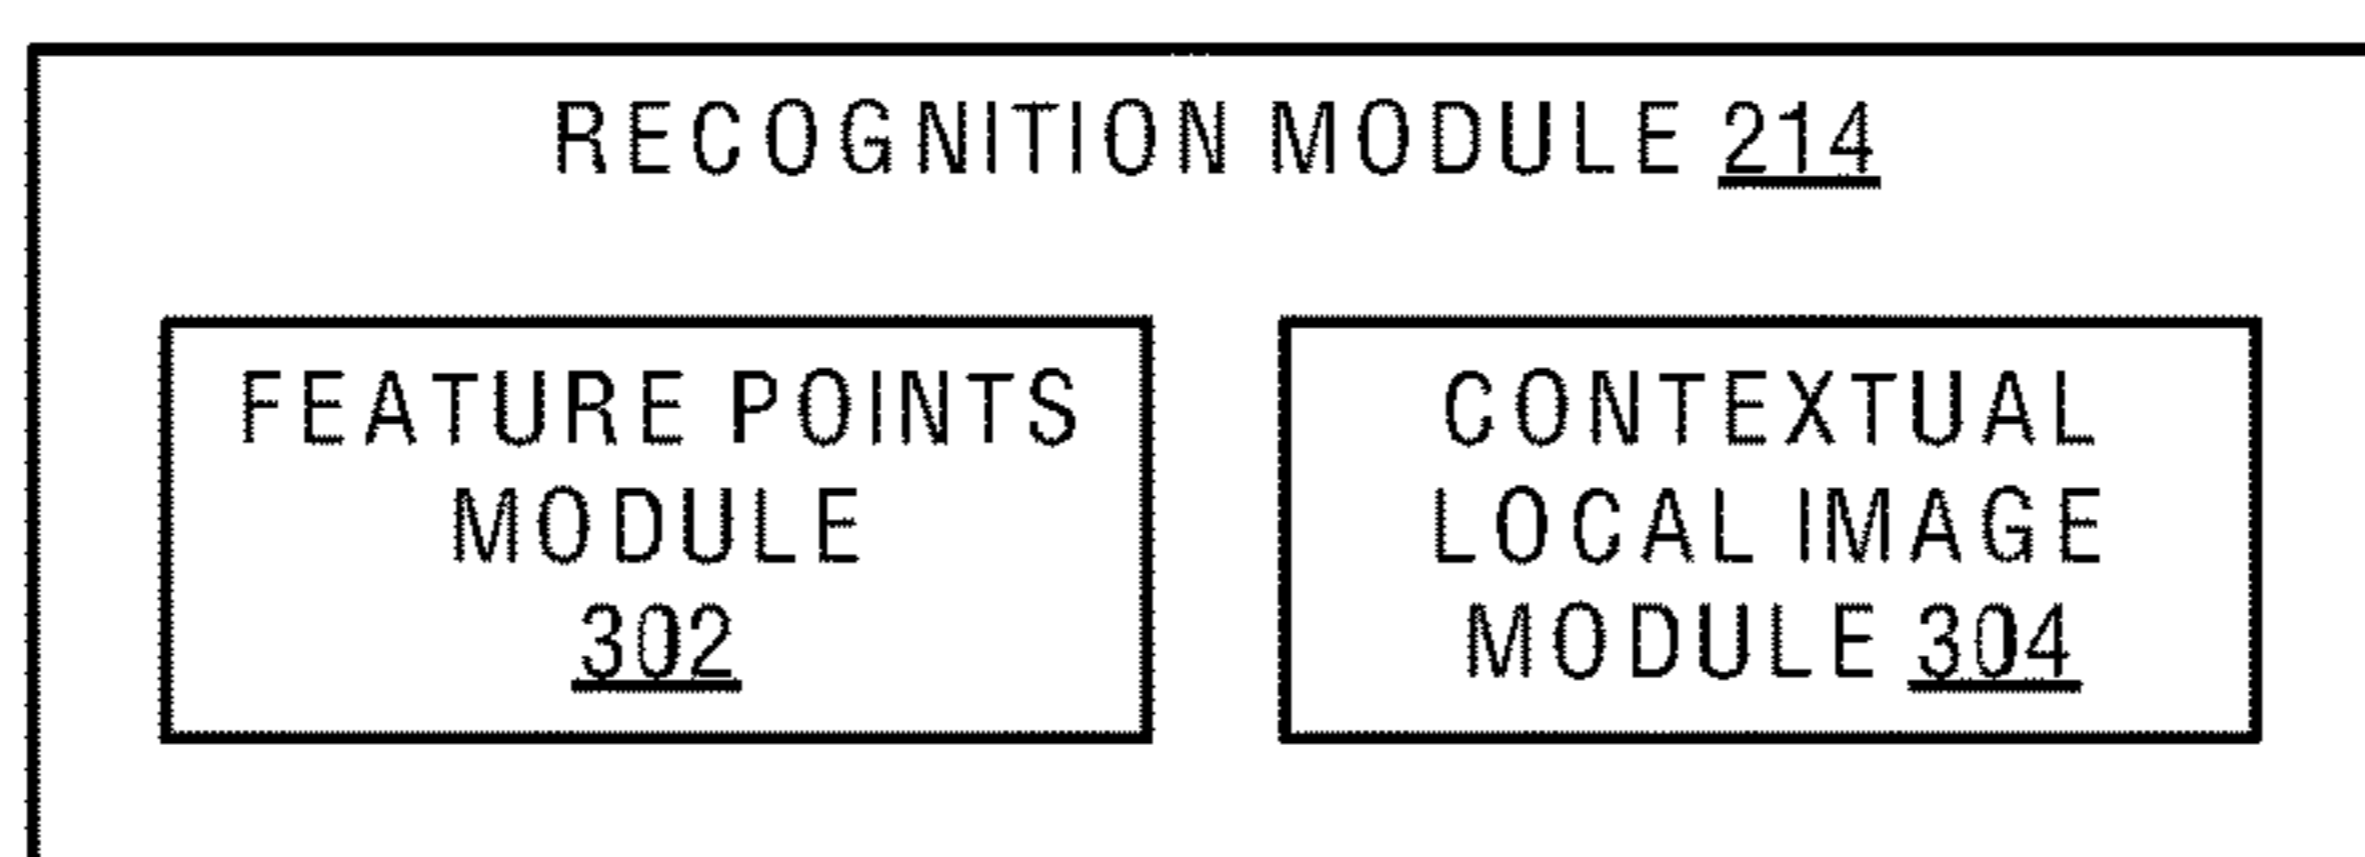 RECOGNITION MODULE 214
FEATURE POINTS
MODULE
302
CONTEXTUAL
LOCAL IMAGE
MODULE 304